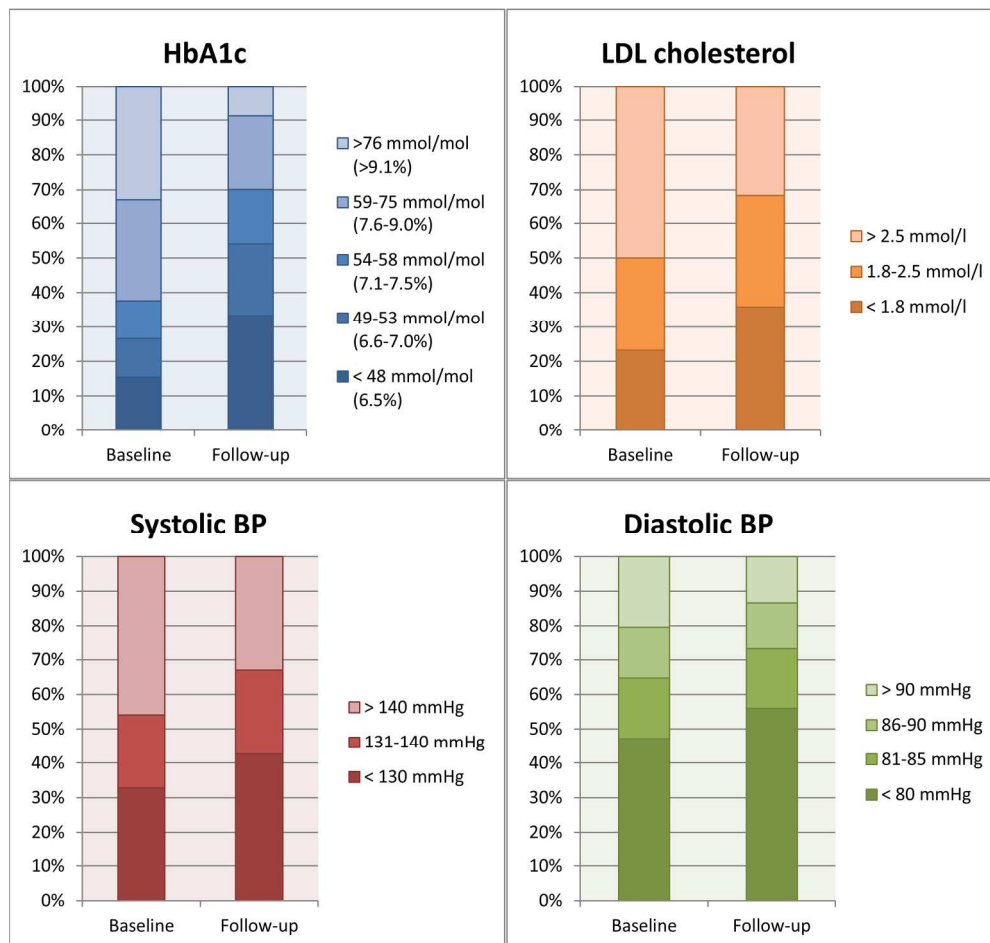 HbA1c
100%
90%
80%
70%
60%
50%
40%
30%
20%
10%
0%
Baseline Follow-up
>76 mmol/mol
(>9.1%)
59-75 mmol/mol
(7.6-9.0%)
54-58 mmol/mol
(7.1-7.5%)
49-53 mmol/mol
(6.6-7.0%)
< 48 mmol/mol
(6.5%)
LDL cholesterol
100%
90%
80%
70%
60%
50%
40%
30%
20%
10%
0%
Baseline Follow-up
> 2.5 mmol/l
1.8-2.5 mmol/l
< 1.8 mmol/l
Systolic BP
100%
90%
80%
70%
60%
50%
40%
30%
20%
10%
0%
Baseline Follow-up
> 140 mmHg
131-140 mmHg
< 130 mmHg
Diastolic BP
100%
90%
80%
70%
60%
50%
40%
30%
20%
10%
0%
Baseline Follow-up
> 90 mmHg
86-90 mmHg
81-85 mmHg
< 80 mmHg